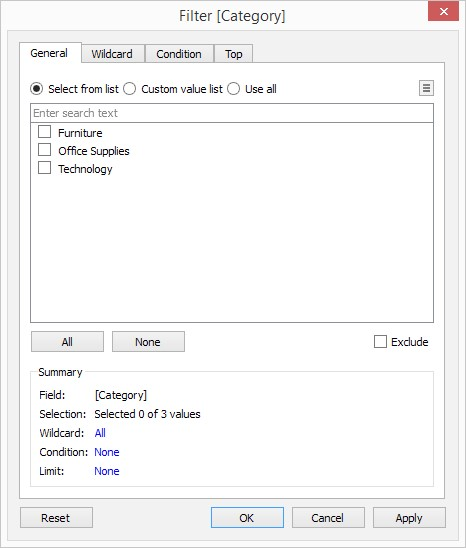 Filter [Category]
General Wildcard Condition Top
Select from list Custom value list Use all
Enter search text
Furniture
Office Supplies
Technology
All None Exclude
Summary
Field: [Category]
Selection: Selected 0 of 3 values
Wildcard: All
Condition: None
Limit: None
Reset OK Cancel Apply